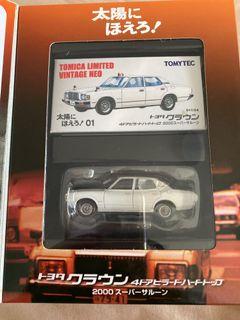 太陽に
ほえろ!
TOMICA LIMITED
VINTAGE NEO
TOMYTEC
太陽に
ほえろ!01
トヨタ クラウン
4ドアピラードハードトップ
2000スーパーサルーン
トヨタ クラウン 4ドアピラードハードトップ
2000 スーパーサルーン